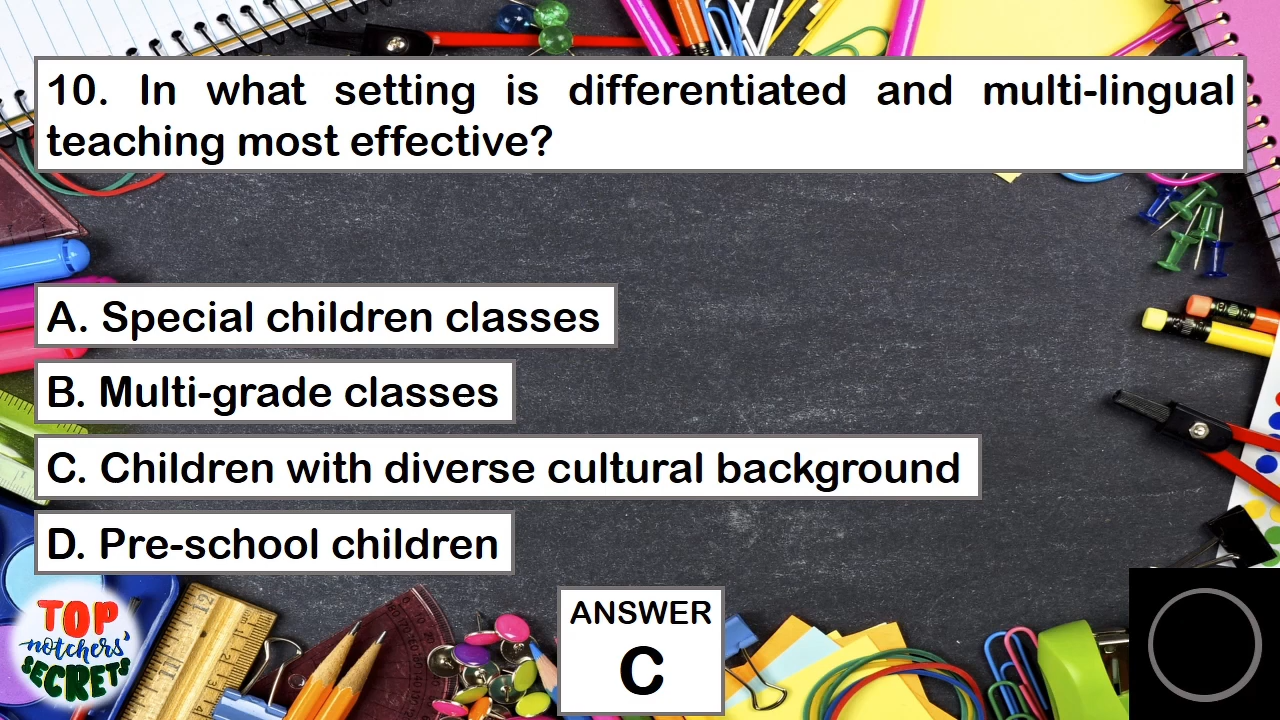 10. In what setting is differentiated and multi-lingual
teaching most effective?
A. Special children classes
B. Multi-grade classes
C. Children with diverse cultural background
D. Pre-school children
TOP
notchers'
SECRETS
ANSWER
C